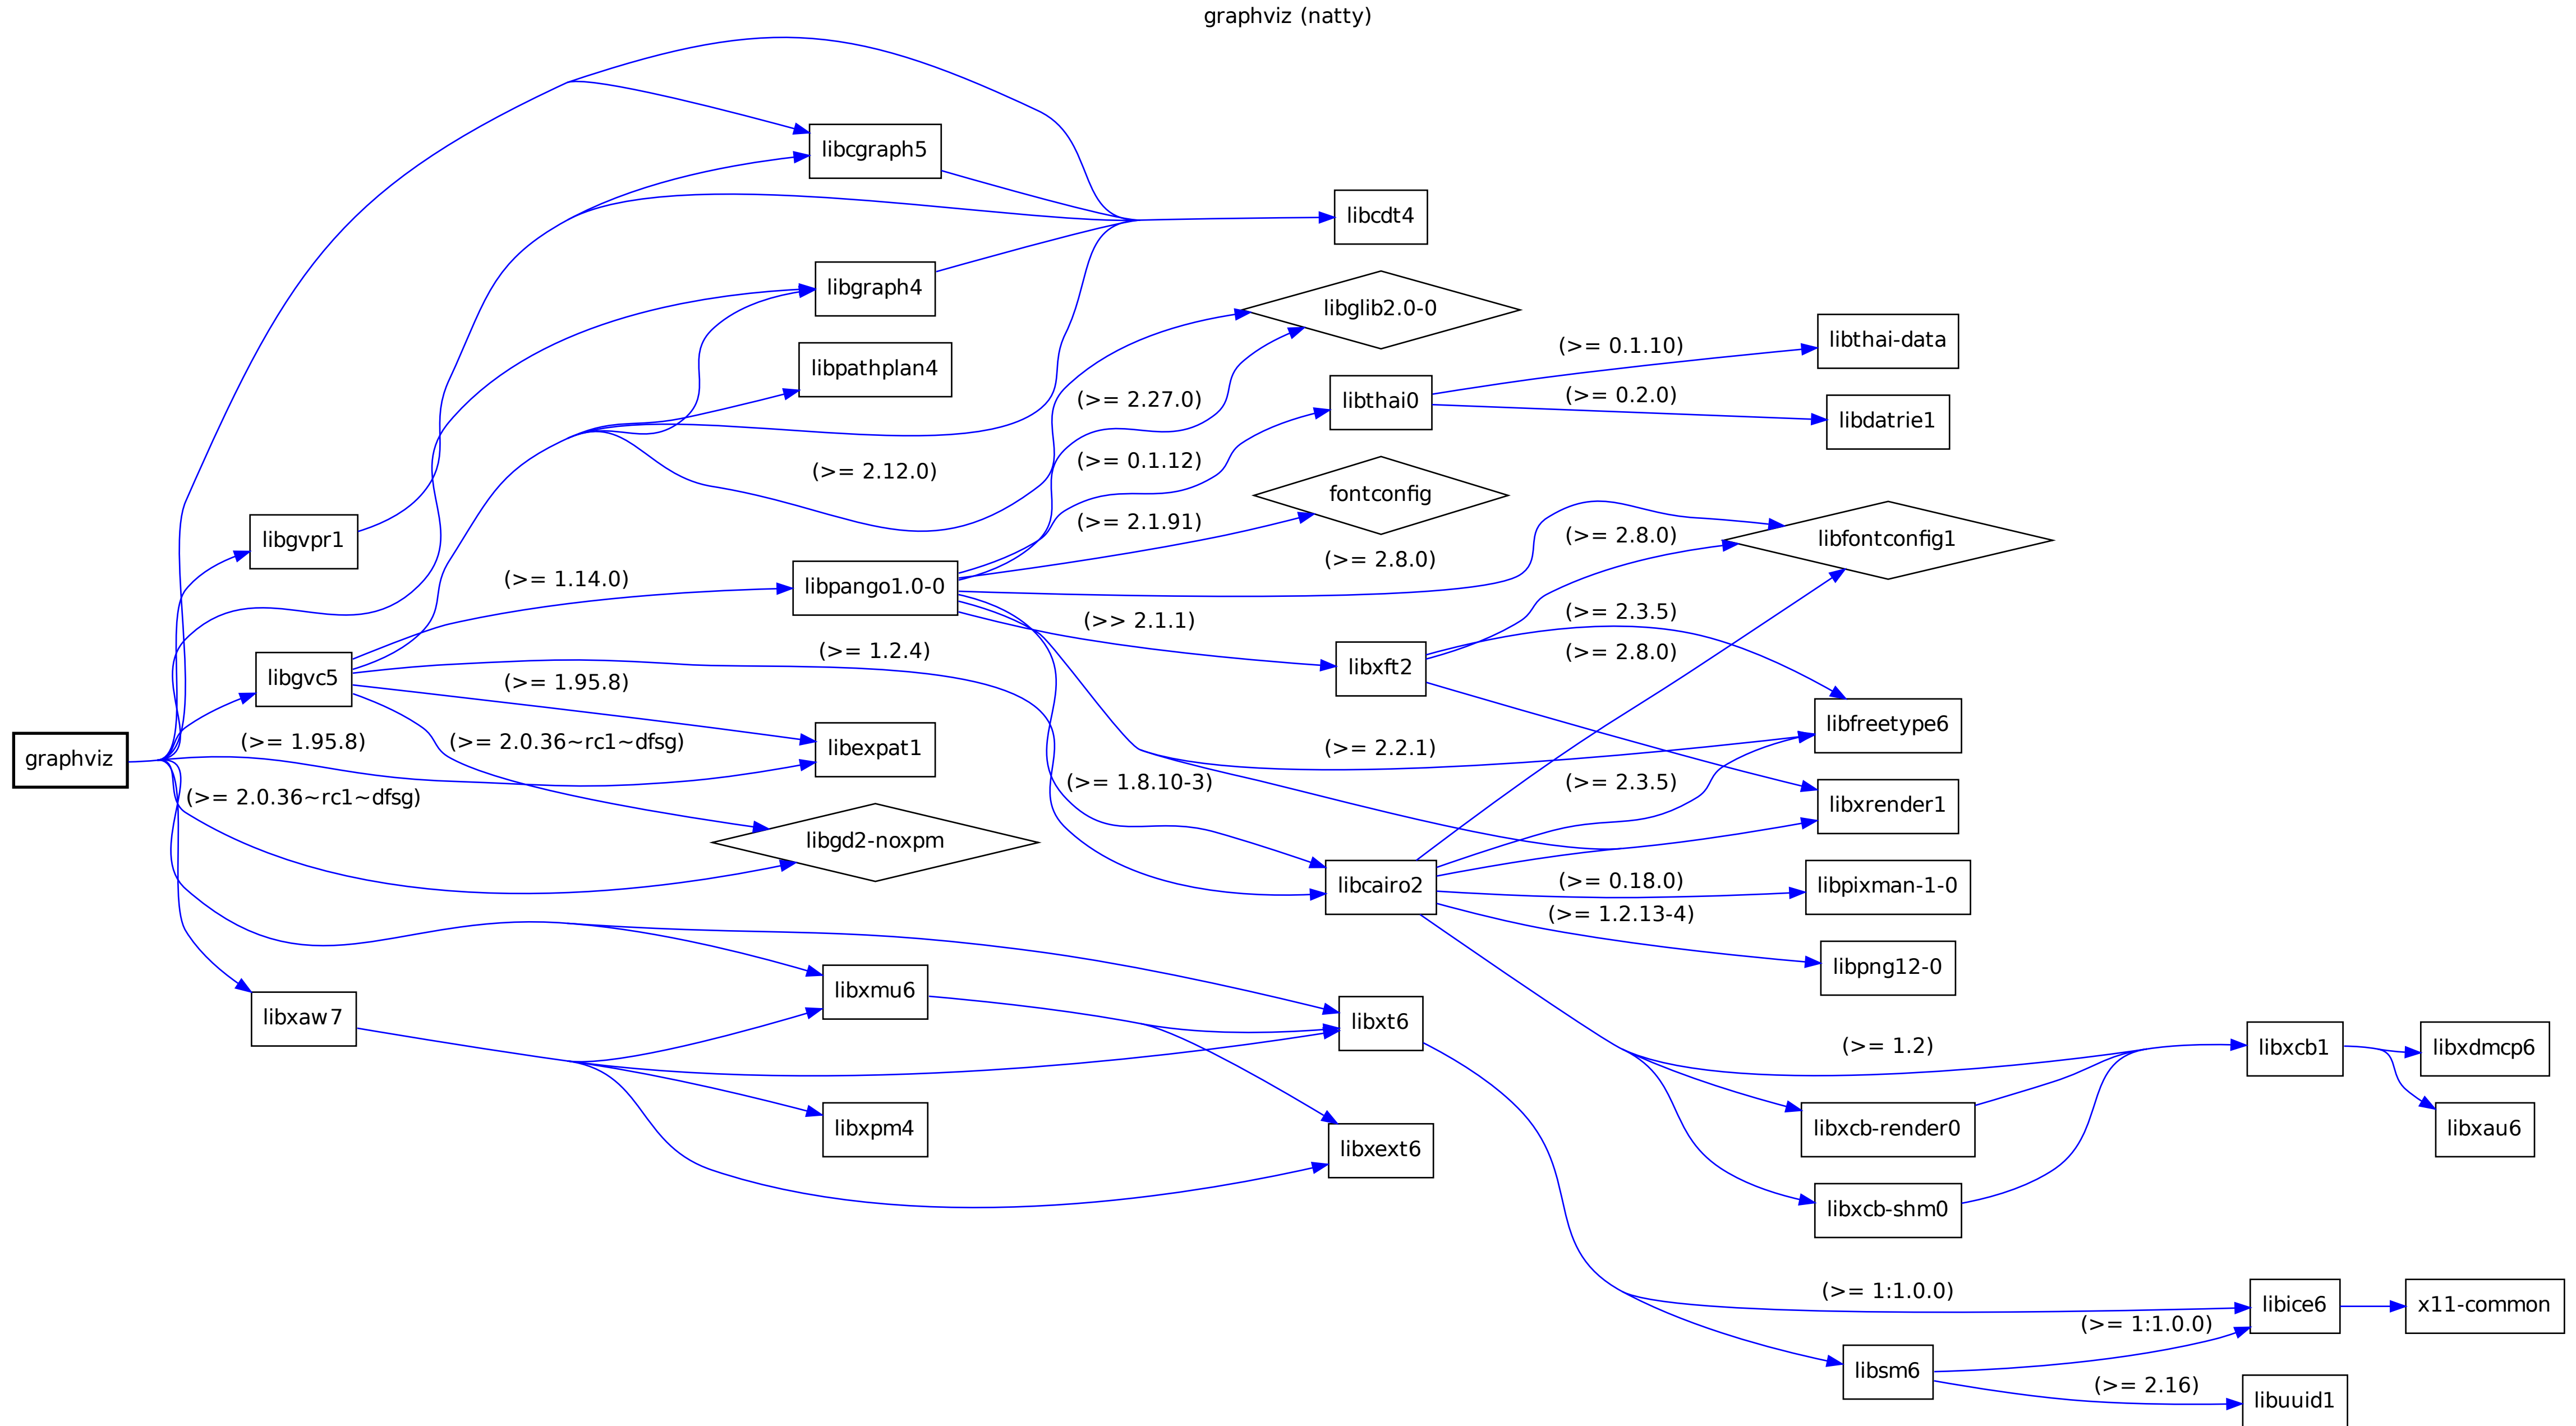 graphviz (natty)
libcgraph5
libcdt4
libgraph4
libglib2.0-0
libthai-data
(>= 0.1.10)
libpathplan4
(>= 0.2.0)
(>= 2.27.0)
libthai0
libdatrie1
(>= 0.1.12)
(>= 2.12.0)
fontconfig
(>= 2.1.91)
(>= 2.8.0)
libgvpr1
libfontconfig1
(>= 2.8.0)
(>= 1.14.0)
libpango1.0-0
(>= 2.3.5)
(>> 2.1.1)
(>= 1.2.4)
(>= 2.8.0)
libxft2
libgvc5
(>= 1.95.8)
libfreetype6
(>= 1.95.8)
(>= 2.0.36~rc1~dfsg)
libexpat1
(>= 2.2.1)
graphviz
(>= 1.8.10-3)
(>= 2.3.5)
(>= 2.0.36~rc1~dfsg)
libxrender1
libgd2-noxpm
(>= 0.18.0)
libcairo2
libpixman-1-0
(>= 1.2.13-4)
libpng12-0
libxmu6
libxaw7
libxt6
(>= 1.2)
libxcb1
libxdmcp6
libxpm4
libxcb-render0
libxau6
libxext6
libxcb-shm0
(>= 1:1.0.0)
libice6
x11-common
(>= 1:1.0.0)
libsm6
(>= 2.16)
libuuid1